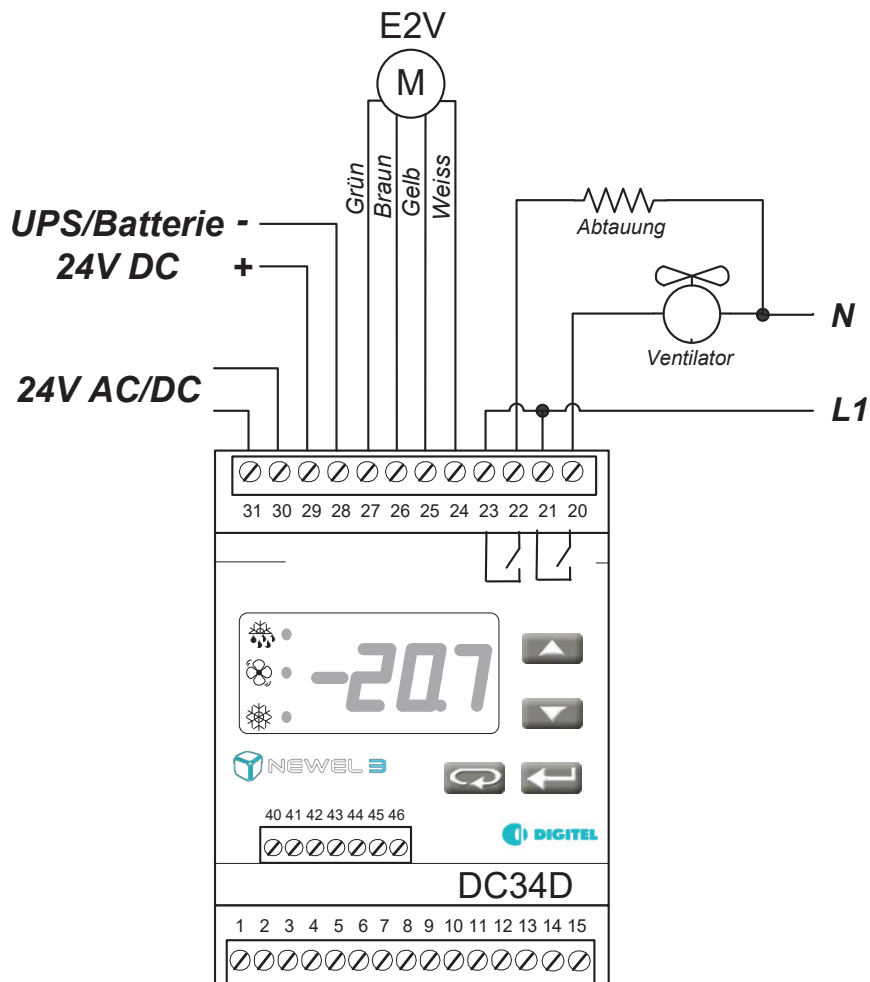 E2V
M
Grün
Braun
Gelb
Weiss
UPS/Batterie -
24V DC +
Abtauung
N
Ventilator
24V AC/DC
L1
31 30 29 28 27 26 25 24 23 22 21 20
-20.7
NEWEL 3
40 41 42 43 44 45 46
DIGITEL
DC34D
1 2 3 4 5 6 7 8 9 10 11 12 13 14 15